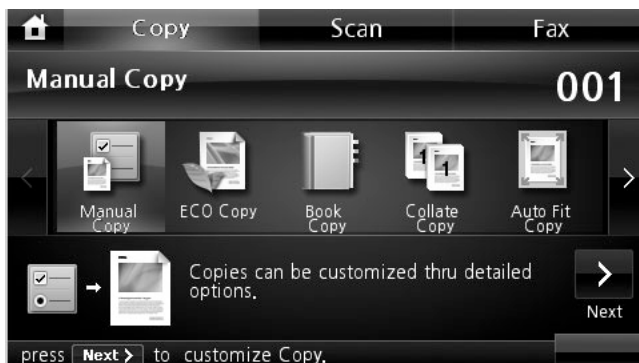 Copy Scan Fax
Manual Copy 001
Manual Copy ECO Copy Book Copy Collate Copy Auto Fit Copy
Copies can be customized thru detailed
options.
Next
press Next > to customize Copy.